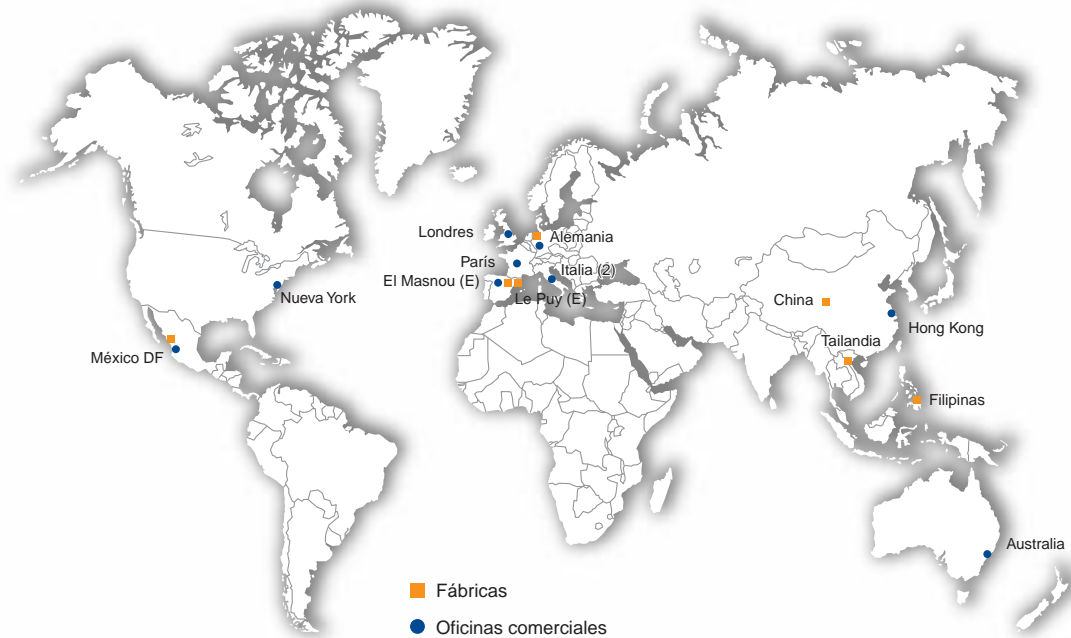 Londres
Alemania
París
Italia (2)
El Masnou (E)
Le Puy (E)
Nueva York
China
Hong Kong
Tailandia
México DF
Filipinas
Australia
Fábricas
Oficinas comerciales